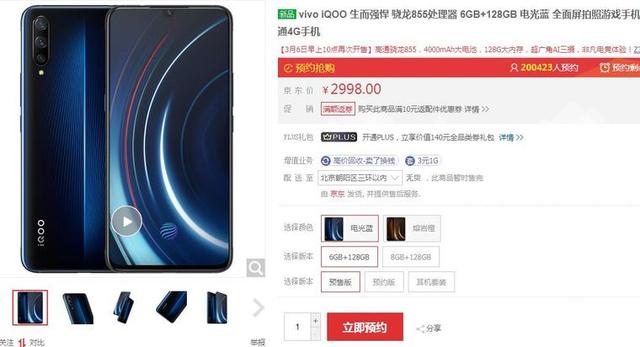 新品 vivo iQOO 生而强悍 骁龙855处理器 6GB+128GB 电光蓝 全面屏拍照游戏手机
通4G手机
【3月6日早上10点再次开售】高通骁龙855，4000mAh大电池，128G大内存，超广角AI三摄，非凡电竞体验！
预约抢购
200423人预约
预约剩
京东价 ￥2998.00
促销 满额返券 购买此商品满10元返配件优惠券 详情>>
PLUS礼包 PLUS 开通PLUS，立享价值140元全品类券礼包 详情>>
增值业务 高价回收-卖了换钱 3元1G
配送至 北京朝阳区三环以内 无货，此商品暂时售完
由 京东 发货，并提供售后服务.
选择颜色 电光蓝 熔岩橙
选择版本 6GB+128GB 8GB+128GB
选择版本 预售版 预约版 耳机套装
1 + - 立即预约 分享
iQOO
关注 对比 举报